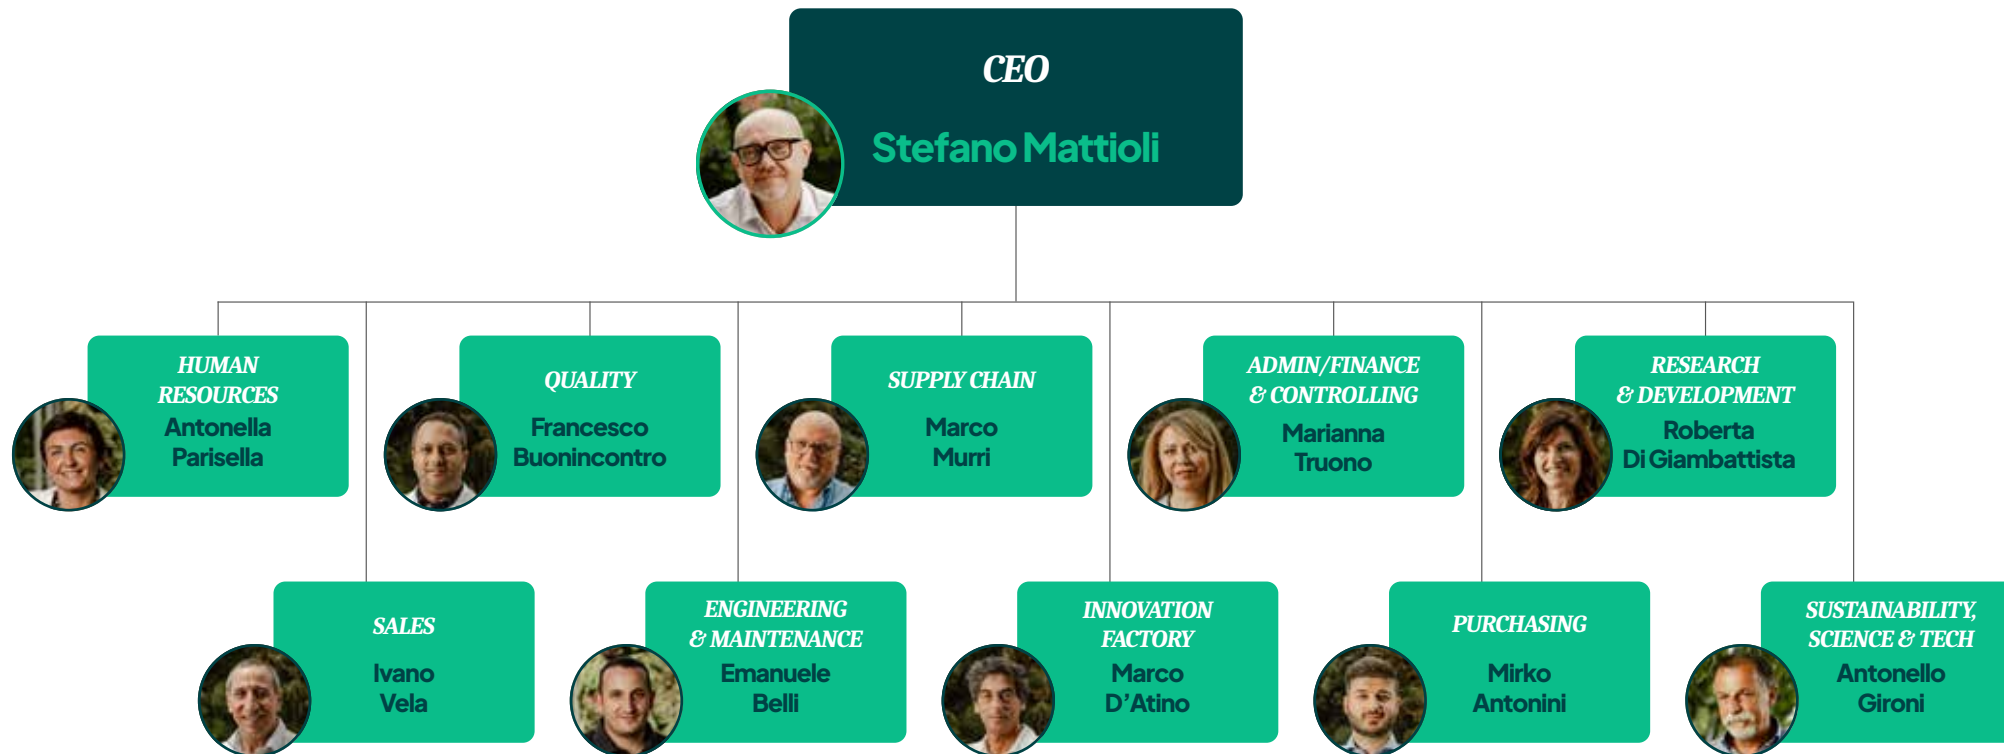 CEO
Stefano Mattioli
HUMAN
RESOURCES
Antonella
Parisella
QUALITY
Francesco
Buonincontro
SUPPLY CHAIN
Marco
Murri
ADMIN/FINANCE
& CONTROLLING
Marianna
Truono
RESEARCH
& DEVELOPMENT
Roberta
Di Giambattista
SALES
Ivano
Vela
ENGINEERING
& MAINTENANCE
Emanuele
Belli
INNOVATION
FACTORY
Marco
D’Atino
PURCHASING
Mirko
Antonini
SUSTAINABILITY,
SCIENCE & TECH
Antonello
Gironi